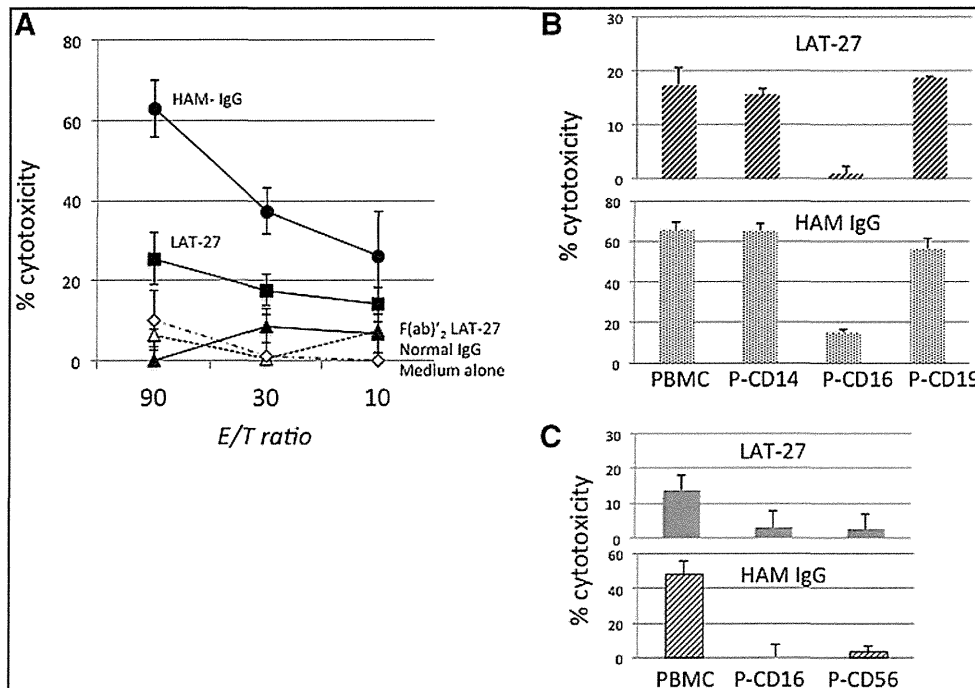 A
80
60
40
20
0
% cytotoxicity
HAM- IgG
LAT-27
F(ab)'₂ LAT-27
Normal IgG
Medium alone
90 30 10
E/T ratio
B
LAT-27
30
20
10
0
% cytotoxicity
HAM IgG
80
60
40
20
0
PBMC P-CD14 P-CD16 P-CD19
C
LAT-27
30
20
10
0
% cytotoxicity
HAM IgG
60
40
20
0
PBMC P-CD16 P-CD56